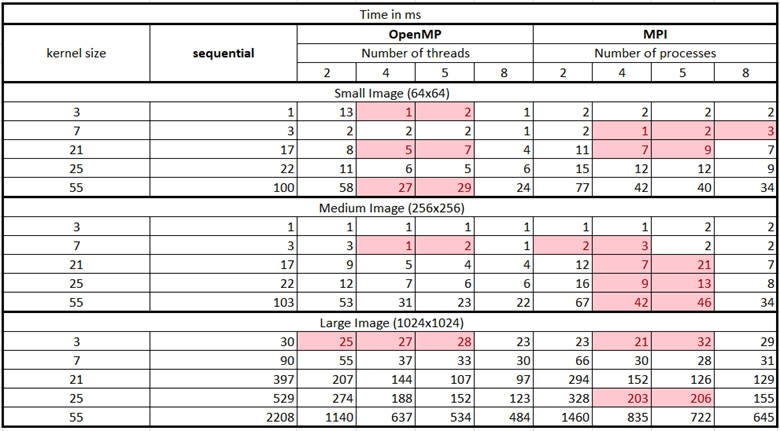 Time in ms
OpenMP MPI
kernel size sequential Number of threads Number of processes
2 4 5 8 2 4 5 8
Small Image (64x64)
3 1 13 1 2 1 2 2 2 2
7 3 2 2 2 1 2 1 2 3
21 17 8 5 7 4 11 7 9 7
25 22 11 6 5 6 15 12 12 9
55 100 58 27 29 24 77 42 40 34
Medium Image (256x256)
3 1 1 1 1 1 1 1 2 2
7 3 3 1 2 1 2 3 2 2
21 17 9 5 4 4 12 7 21 7
25 22 12 7 6 6 16 9 13 8
55 103 53 31 23 22 67 42 46 34
Large Image (1024x1024)
3 30 25 27 28 23 23 21 32 29
7 90 55 37 33 30 66 30 28 31
21 397 207 144 107 97 294 152 126 129
25 529 274 188 152 123 328 203 206 155
55 2208 1140 637 534 484 1460 835 722 645